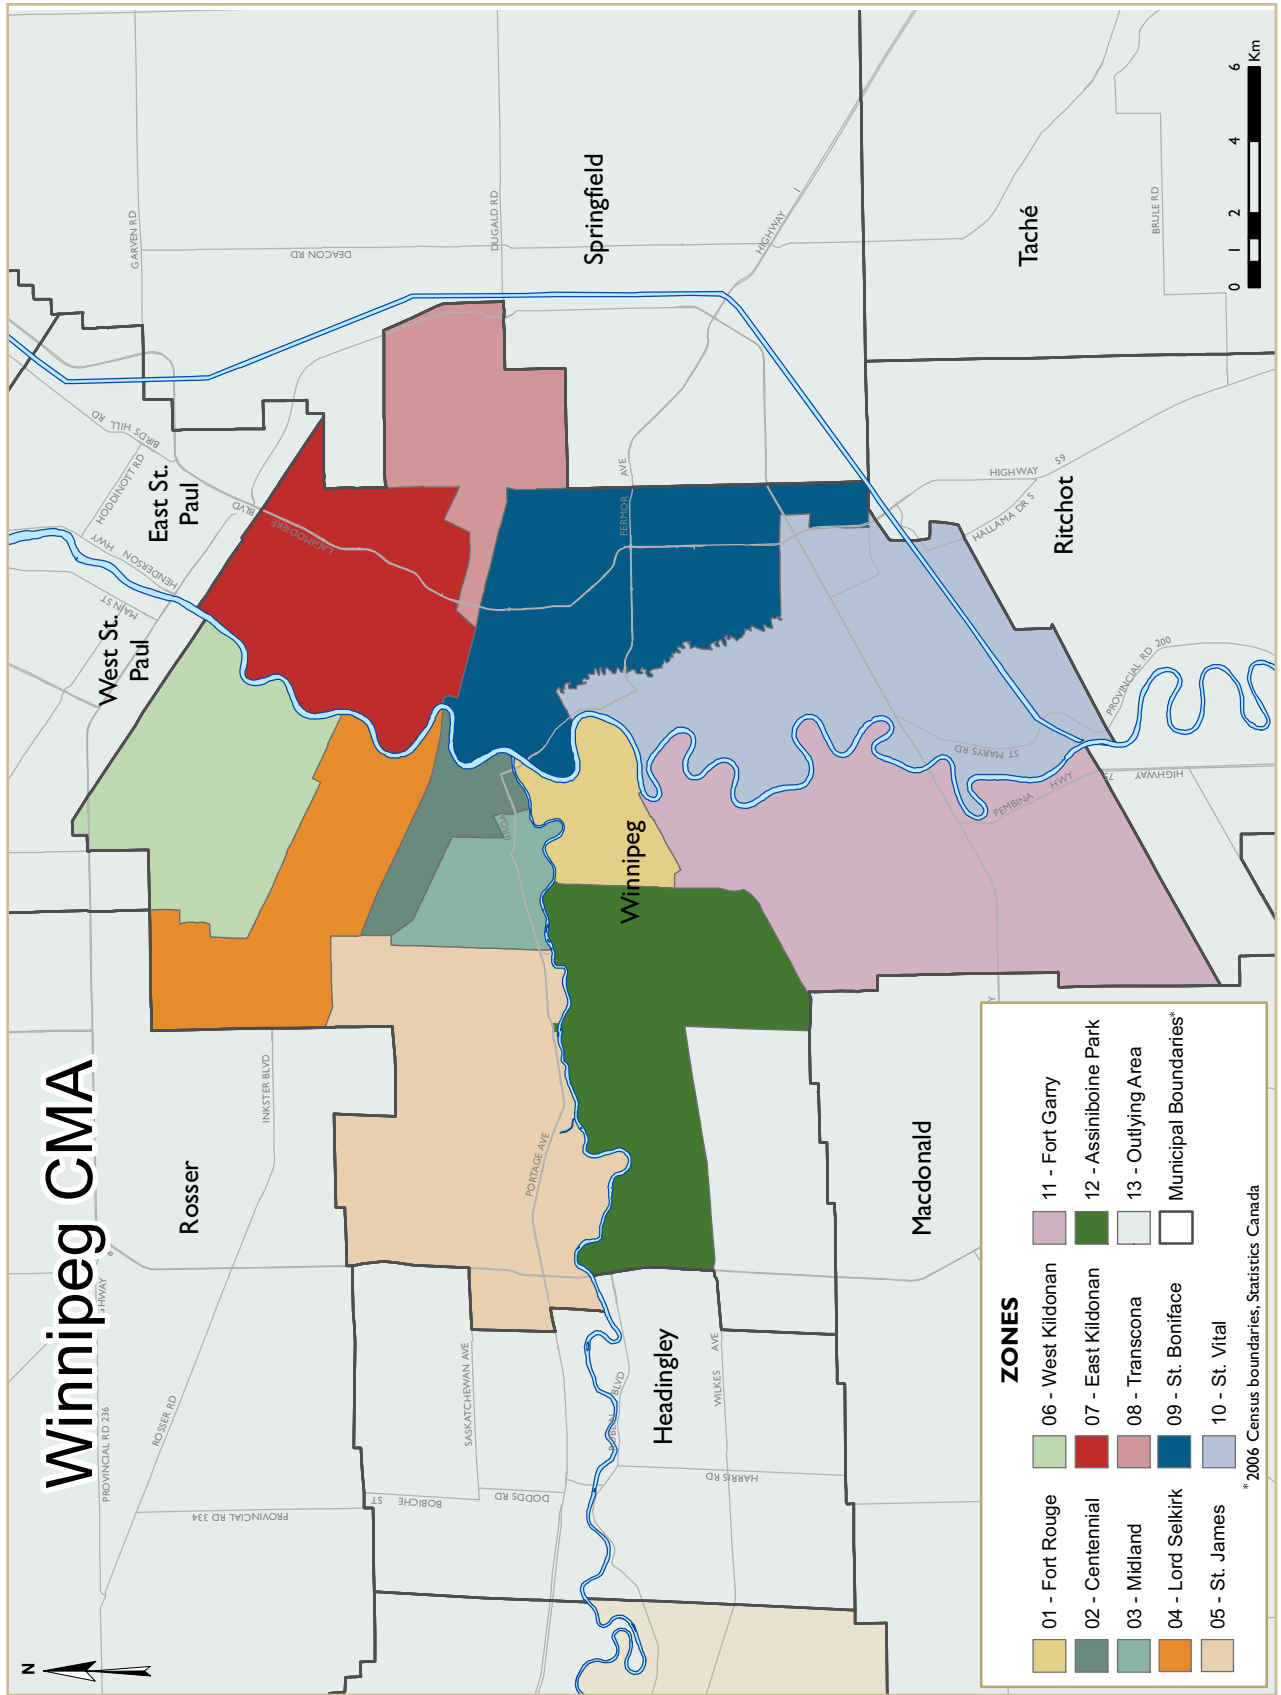 Winnipeg CMA
N
West St.
Paul
East St.
Paul
Rosser
Springfield
Headingley
Winnipeg
Macdonald
Ritchot
Taché
GARVEN RD
DEACON RD
DUGALD RD
HIGHWAY 1
BRULE RD
BIRDS HILL RD
HODDINOTT RD
HENDERSON HWY
MAIN ST
LAGIMODIERE BLVD
FERMOR AVE
HIGHWAY 59
HALLAMA DR S
PROVINCIAL RD 200
ST MARYS RD
PEMBINA HWY
HIGHWAY 75
INKSTER BLVD
PORTAGE AVE
PROVINCIAL RD 236
ROSSER RD
PROVINCIAL RD 334
SASKATCHEWAN AVE
BOBICHE ST
DODDS RD
WILKES AVE
HARRIS RD
BLVD
6
0 1 2 4 6 Km
ZONES
01 - Fort Rouge
02 - Centennial
03 - Midland
04 - Lord Selkirk
05 - St. James
06 - West Kildonan
07 - East Kildonan
08 - Transcona
09 - St. Boniface
10 - St. Vital
11 - Fort Garry
12 - Assiniboine Park
13 - Outlying Area
Municipal Boundaries*
*2006 Census boundaries, Statistics Canada